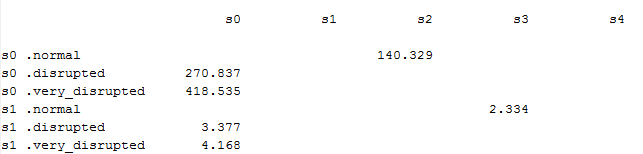 s0 s1 s2 s3 s4
s0 .normal 140.329
s0 .disrupted 270.837
s0 .very_disrupted 418.535
s1 .normal 2.334
s1 .disrupted 3.377
s1 .very_disrupted 4.168